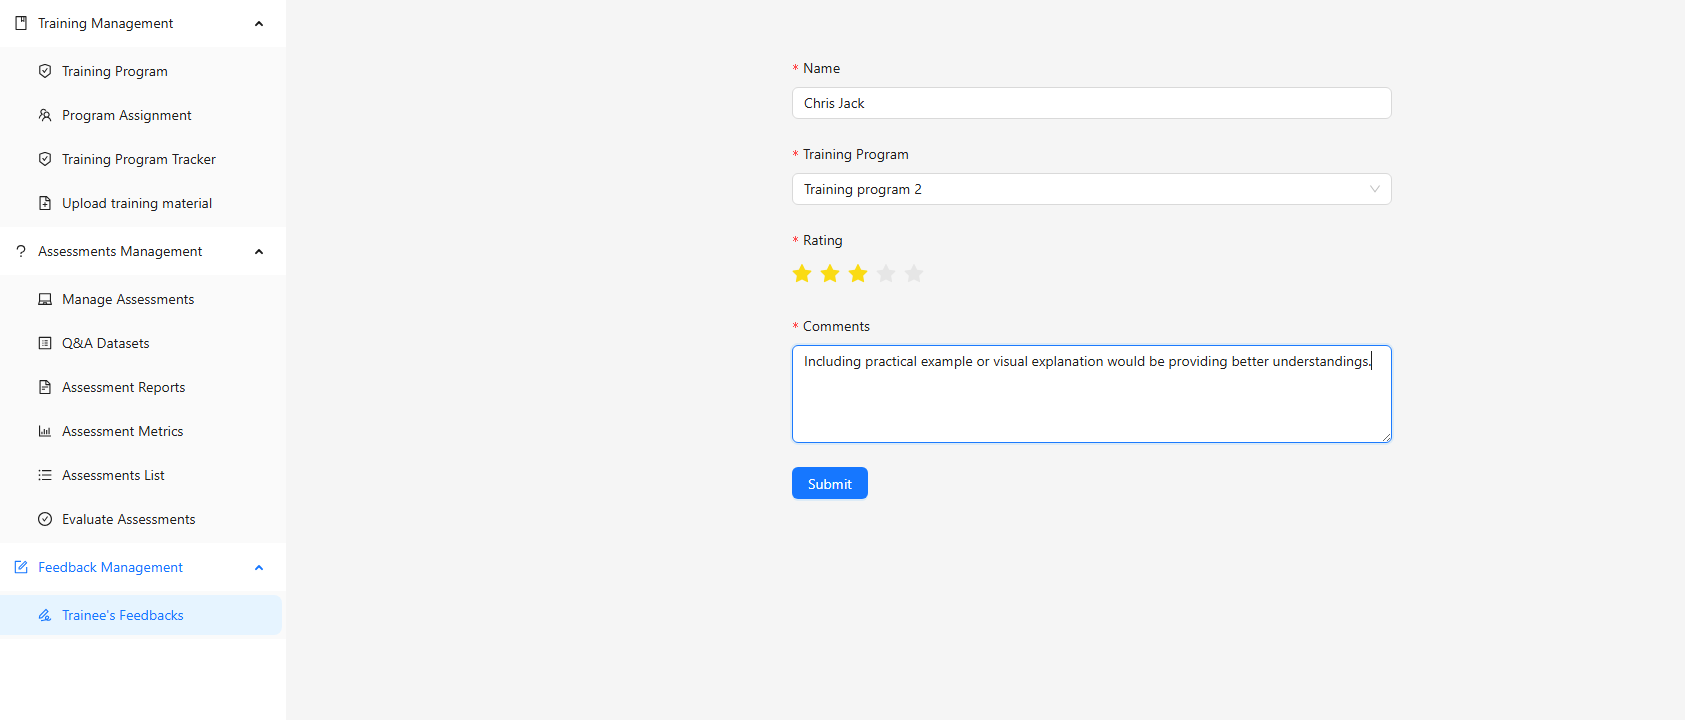 Training Management
Training Program
Program Assignment
Training Program Tracker
Upload training material
Assessments Management
Manage Assessments
Q&A Datasets
Assessment Reports
Assessment Metrics
Assessments List
Evaluate Assessments
Feedback Management
Trainee's Feedbacks
* Name
Chris Jack
* Training Program
Training program 2
* Rating
* Comments
Including practical example or visual explanation would be providing better understandings.
Submit